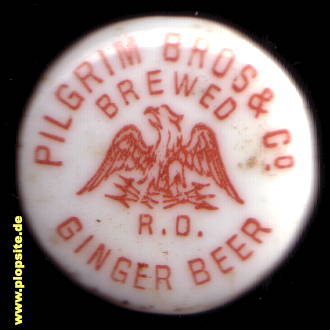 PILGRIM BROS & Co
BREWED
R.D.
GINGER BEER
www.plopsite.de